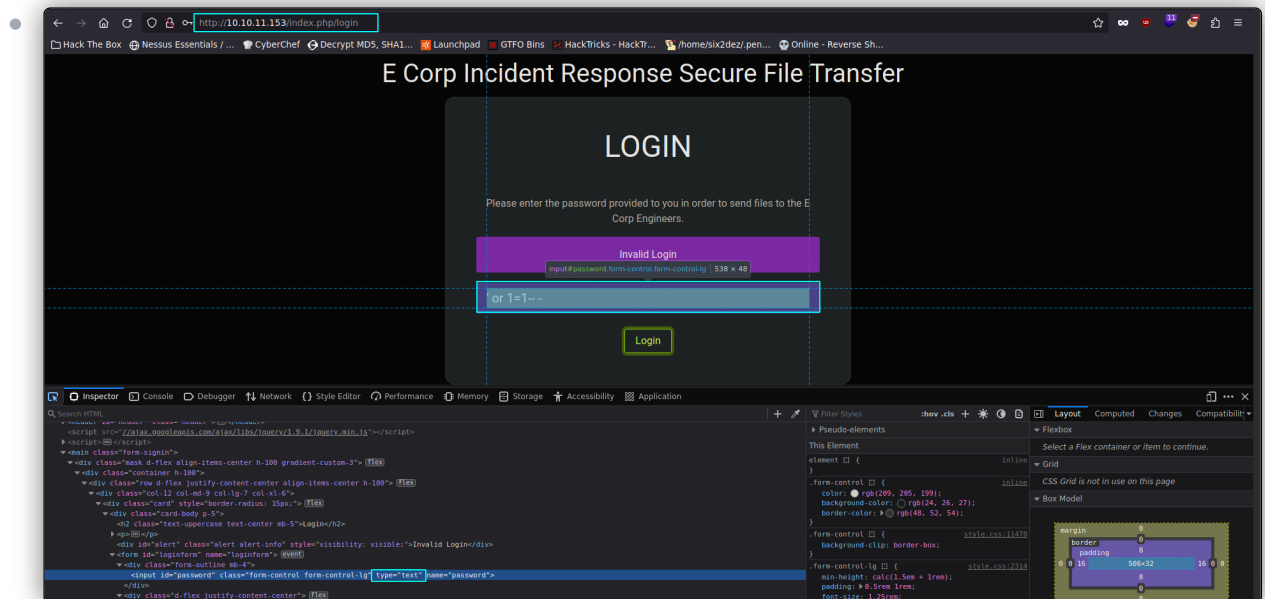 http://10.10.11.153/index.php/login
11
Hack The Box Nessus Essentials / ... CyberChef Decrypt MD5, SHA1... Launchpad GTFO Bins HackTricks - HackTr... /home/six2dez/.pen... Online - Reverse Sh...
E Corp Incident Response Secure File Transfer
LOGIN
Please enter the password provided to you in order to send files to the E
Corp Engineers.
Invalid Login
input#password.form-control.form-control-lg | 538 × 48
' or 1=1-- -
Login
Inspector Console Debugger Network Style Editor Performance Memory Storage Accessibility Application
Search HTML
Filter Styles :hov .cls Layout Computed Changes Compatibility
<script src="//ajax.googleapis.com/ajax/libs/jquery/1.9.1/jquery.min.js"></script>
<script></script>
<main class="form-signin">
<div class="mask d-flex align-items-center h-100 gradient-custom-3"> flex
<div class="container h-100">
<div class="row d-flex justify-content-center align-items-center h-100"> flex
<div class="col-12 col-md-9 col-lg-7 col-xl-6">
<div class="card" style="border-radius: 15px;"> flex
<div class="card-body p-5">
<h2 class="text-uppercase text-center mb-5">Login</h2>
<p></p>
<div id="alert" class="alert alert-info" style="visibility: visible;">Invalid Login</div>
<form id="loginform" name="loginform"> event
<div class="form-outline mb-4">
<input id="password" class="form-control form-control-lg" type="text" name="password">
</div>
<div class="d-flex justify-content-center"> flex
Pseudo-elements
This Element
element { inline
}
.form-control { inline
color: rgb(209, 205, 199);
background-color: rgb(24, 26, 27);
border-color: rgb(48, 52, 54);
}
.form-control { style.css:11470
background-clip: border-box;
}
.form-control-lg { style.css:2314
min-height: calc(1.5em + 1rem);
padding: 0.5rem 1rem;
font-size: 1.25rem;
Flexbox
Select a Flex container or item to continue.
Grid
CSS Grid is not in use on this page
Box Model
margin 0
border 0
padding 8
0 0 16 506×32 16 0 0
8
0